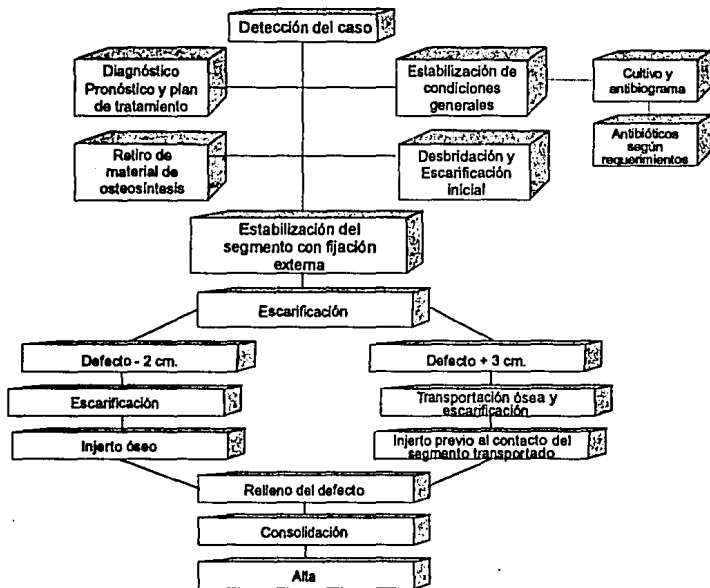 Detección del caso
Diagnóstico
Pronóstico y plan
de tratamiento
Estabilización de
condiciones
generales
Cultivo y
antibiograma
Antibióticos
según
requerimientos
Retiro de
material de
osteosíntesis
Desbridación y
Escarificación
inicial
Estabilización del
segmento con fijación
externa
Escarificación
Defecto - 2 cm.
Defecto + 3 cm.
Escarificación
Transportación ósea y
escarificación
Injerto óseo
Injerto previo al contacto del
segmento transportado
Relleno del defecto
Consolidación
Alta